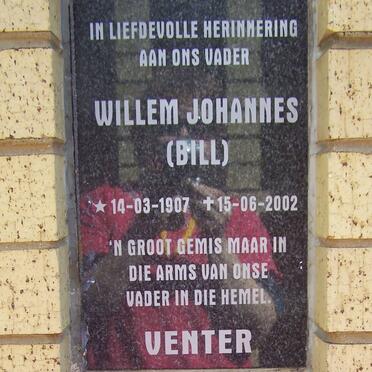 IN LIEFDEVOLLE HERINNERING
AAN ONS VADER
WILLEM JOHANNES
(BILL)
★ 14-03-1907 ✝ 15-06-2002
'N GROOT GEMIS MAAR IN
DIE ARMS VAN ONSE
VADER IN DIE HEMEL.
VENTER